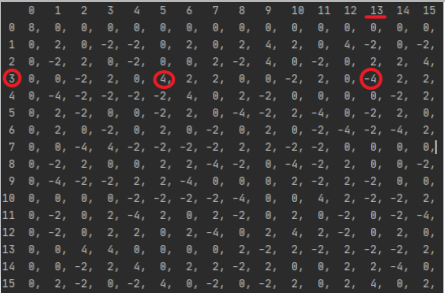 0 1 2 3 4 5 6 7 8 9 10 11 12 13 14 15
0 8, 0, 0, 0, 0, 0, 0, 0, 0, 0, 0, 0, 0, 0, 0, 0,
1 0, 2, 0, -2, -2, 0, 2, 0, 2, 4, 2, 0, 4, -2, 0, -2,
2 0, -2, 2, 0, -2, 0, 0, 2, -2, 4, 0, -2, 0, 2, 2, 4,
3 0, 0, -2, 2, 0, 4, 2, 2, 0, 0, -2, 2, 0, -4, 2, 2,
4 0, -4, -2, -2, -2, -2, 4, 0, 2, -2, 0, 0, 0, 0, -2, 2,
5 0, 2, -2, 0, 0, -2, 2, 0, -4, -2, 2, -4, 0, -2, 2, 0,
6 0, 2, 0, -2, 0, 2, 0, -2, 0, 2, 0, -2, -4, -2, -4, 2,
7 0, 0, -4, 4, -2, -2, -2, -2, 2, 2, -2, -2, 0, 0, 0, 0,
8 0, -2, 2, 0, 0, 2, 2, -4, -2, 0, -4, -2, 2, 0, 0, -2,
9 0, -4, -2, -2, 2, 2, -4, 0, 0, 0, 2, -2, 2, -2, 0, 0,
10 0, 2, -2, 0, -2, -2, -2, -2, -4, 0, 0, 4, 2, -2, 2, 2,
11 0, -2, 0, 2, -4, 2, 0, 2, -2, 0, 2, 0, -2, 0, -2, -4,
12 0, -2, 2, -2, 0, 2, 0, -4, 0, 2, 4, 2, -2, 0, 2, 0,
13 0, 0, 4, 4, 0, 0, 0, 0, 2, -2, 2, -2, 2, -2, -2, 2,
14 0, 0, -2, 2, 4, 0, 2, 2, -2, 2, 0, 0, 2, 2, -4, 0,
15 0, 2, -2, 0, -2, 4, 0, -2, 0, 2, -2, 0, 2, 4, 0, 2,